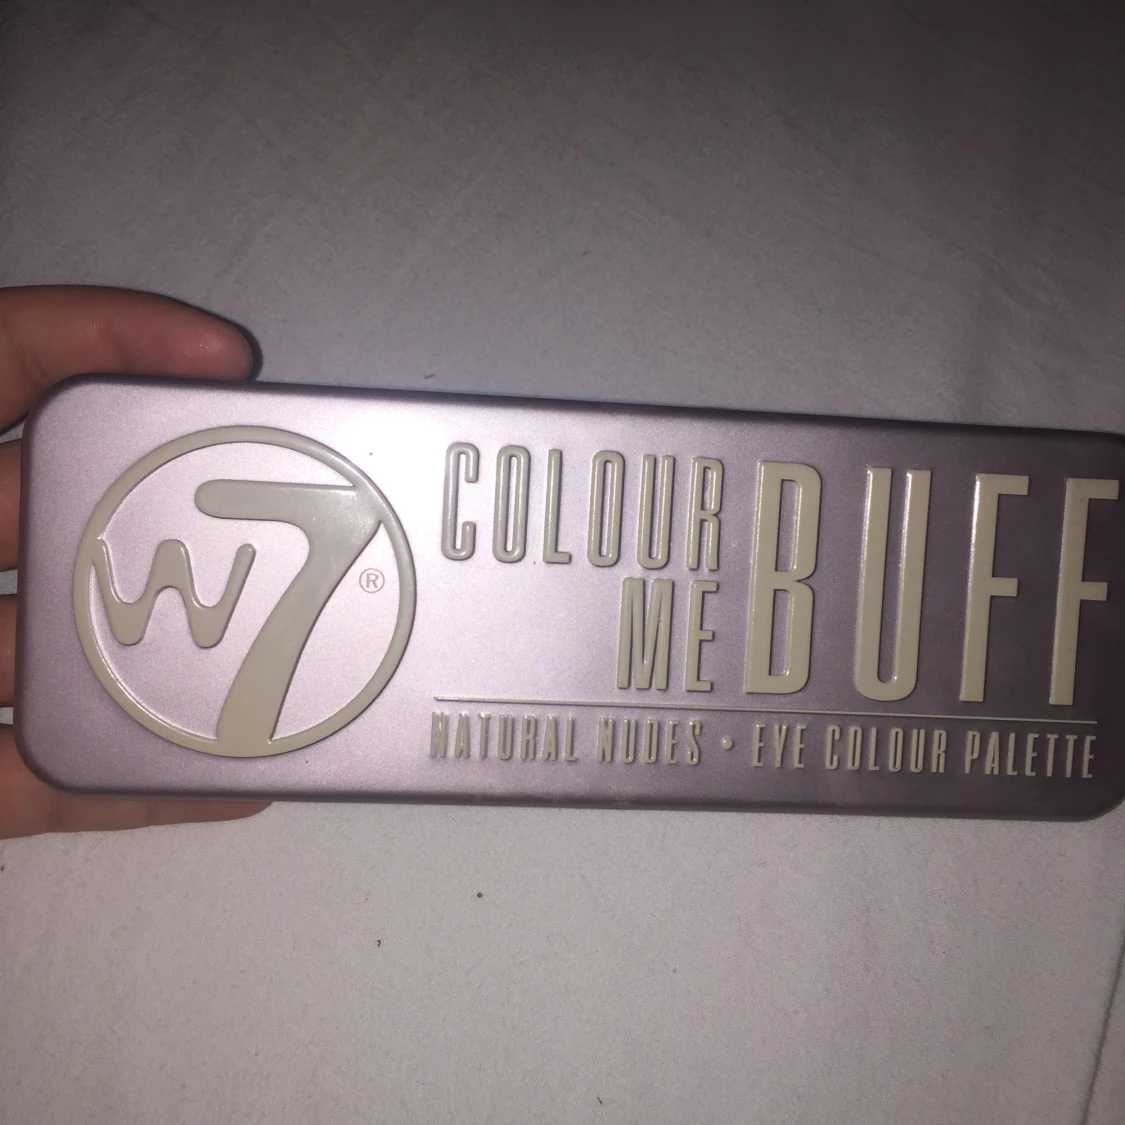 W7®
COLOUR
ME
BUFF
NATURAL NUDES • EYE COLOUR PALETTE